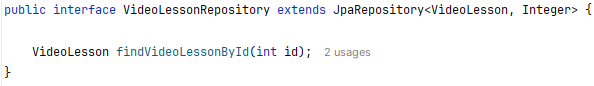 public interface VideoLessonRepository extends JpaRepository<VideoLesson, Integer> {
VideoLesson findVideoLessonById(int id); 2 usages
}